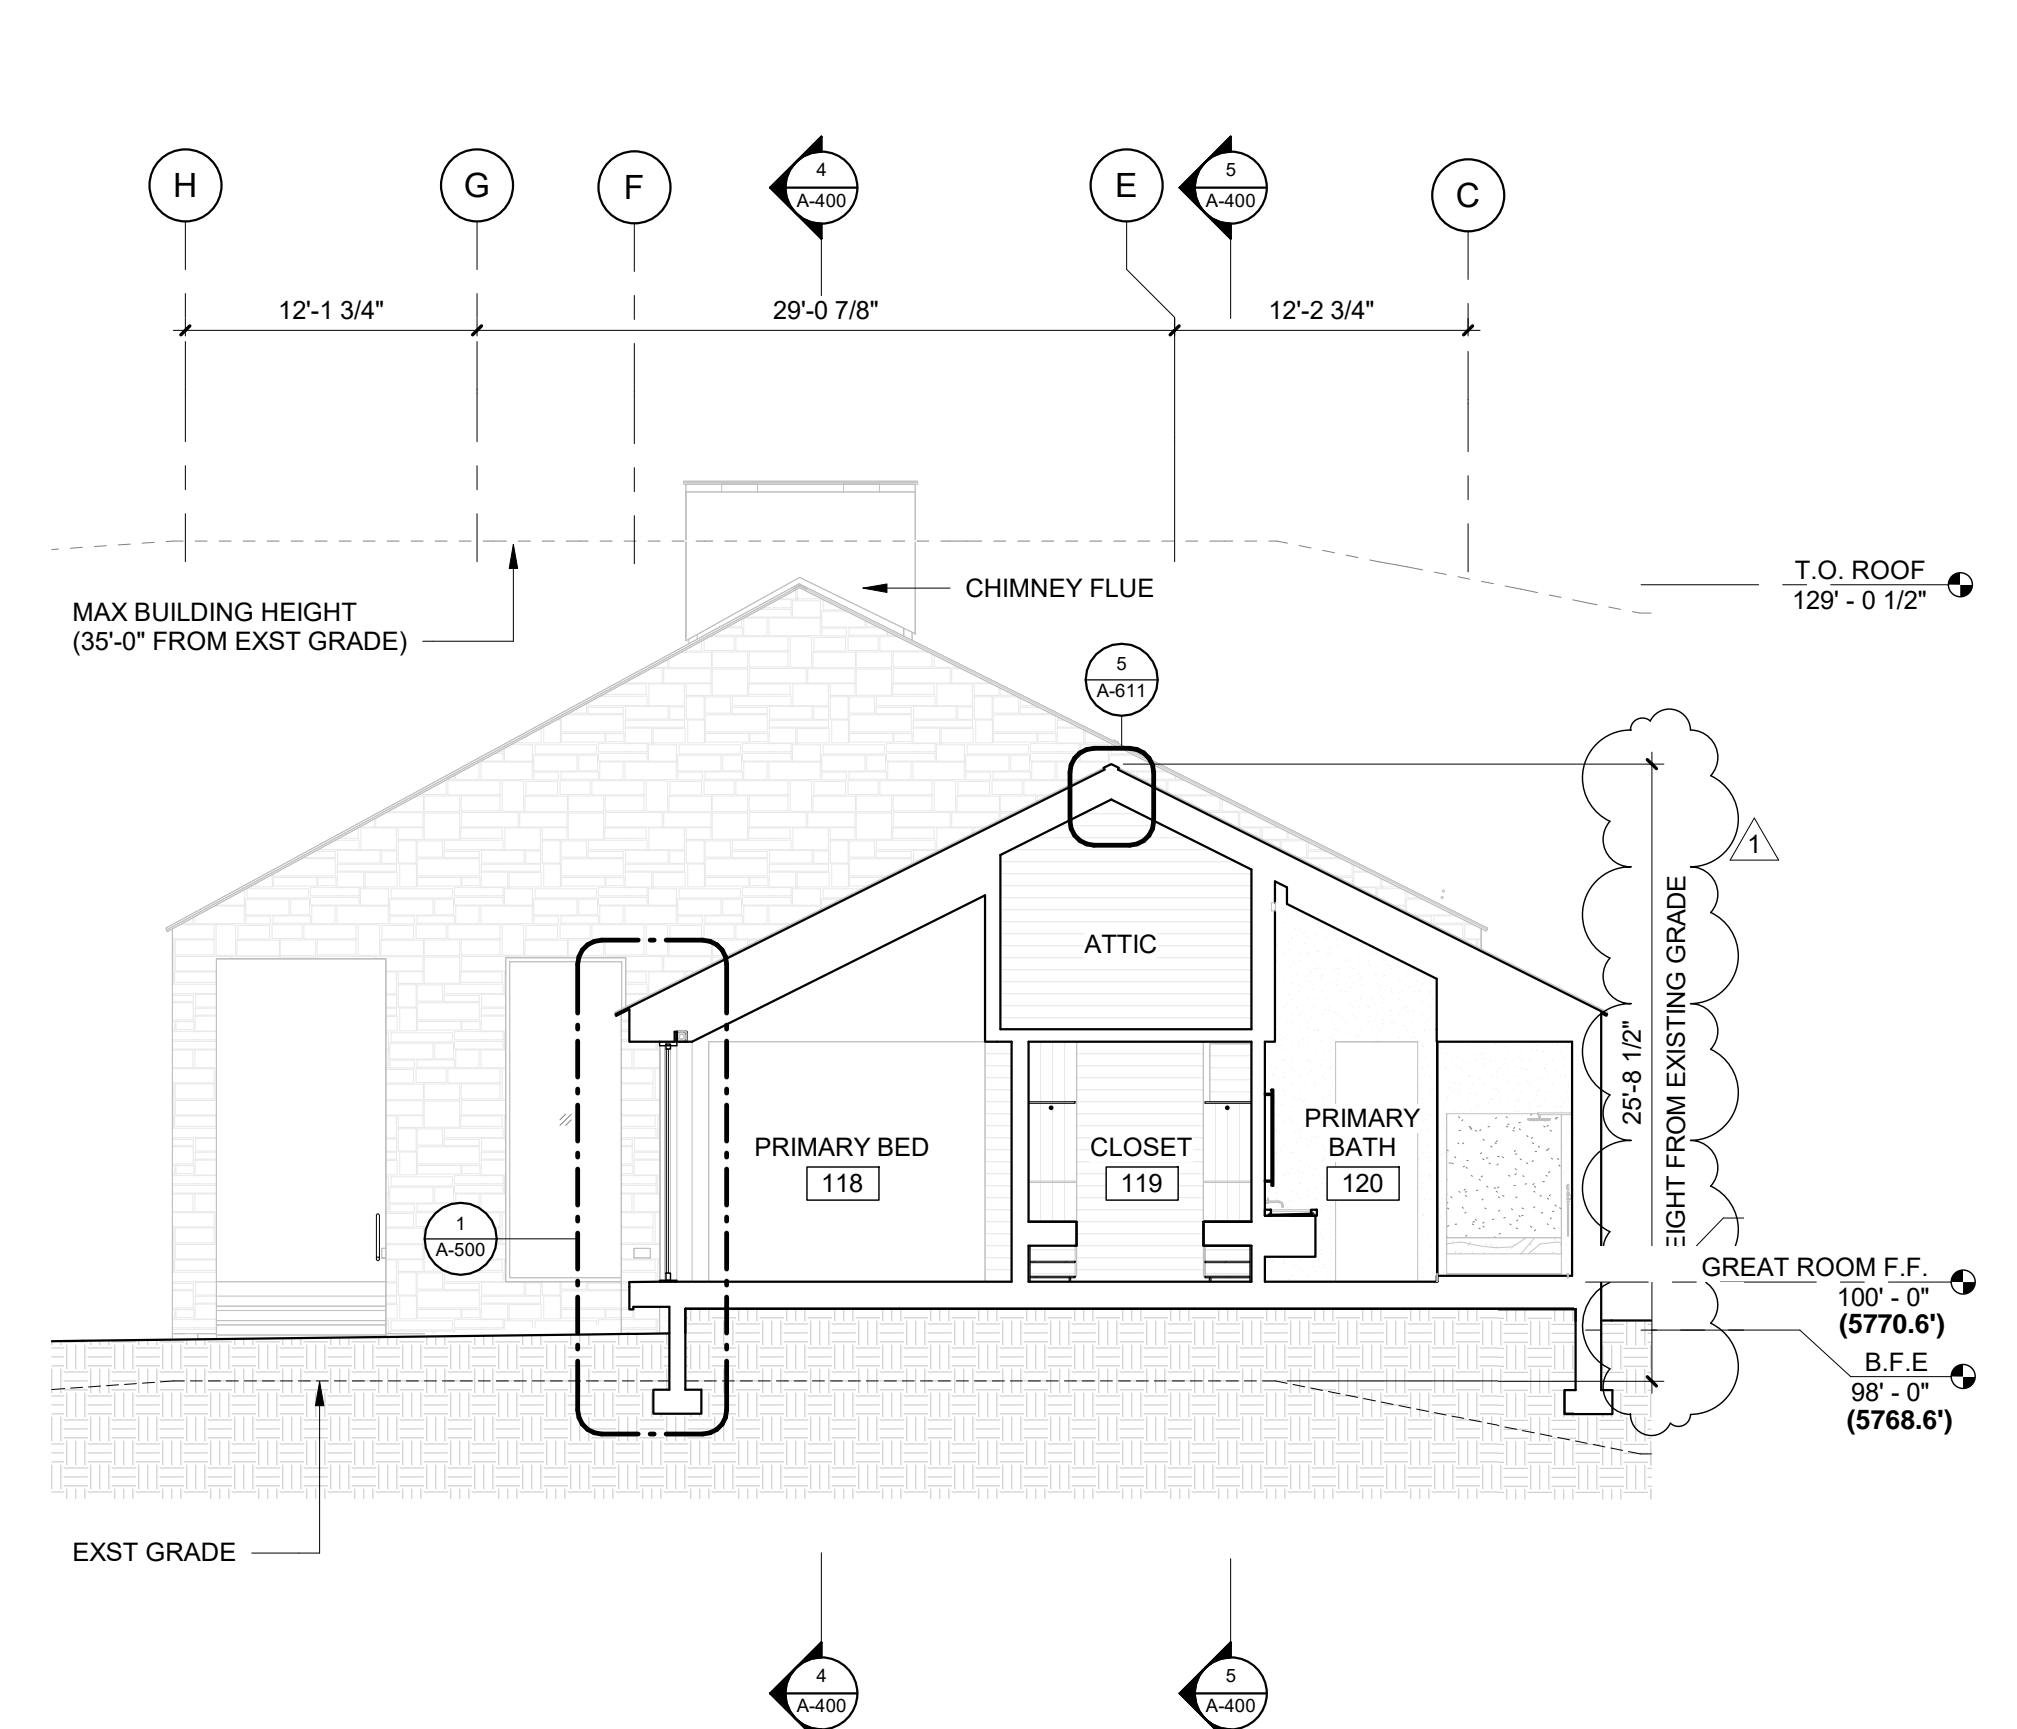 H
G
F
4
A-400
E
5
A-400
C
12'-1 3/4"
29'-0 7/8"
12'-2 3/4"
T.O. ROOF
129' - 0 1/2"
CHIMNEY FLUE
MAX BUILDING HEIGHT
(35'-0" FROM EXST GRADE)
5
A-611
1
ATTIC
25'-8 1/2"
EIGHT FROM EXISTING GRADE
PRIMARY BED
118
CLOSET
119
PRIMARY
BATH
120
1
A-500
GREAT ROOM F.F.
100' - 0"
(5770.6')
B.F.E
98' - 0"
(5768.6')
EXST GRADE
4
A-400
5
A-400